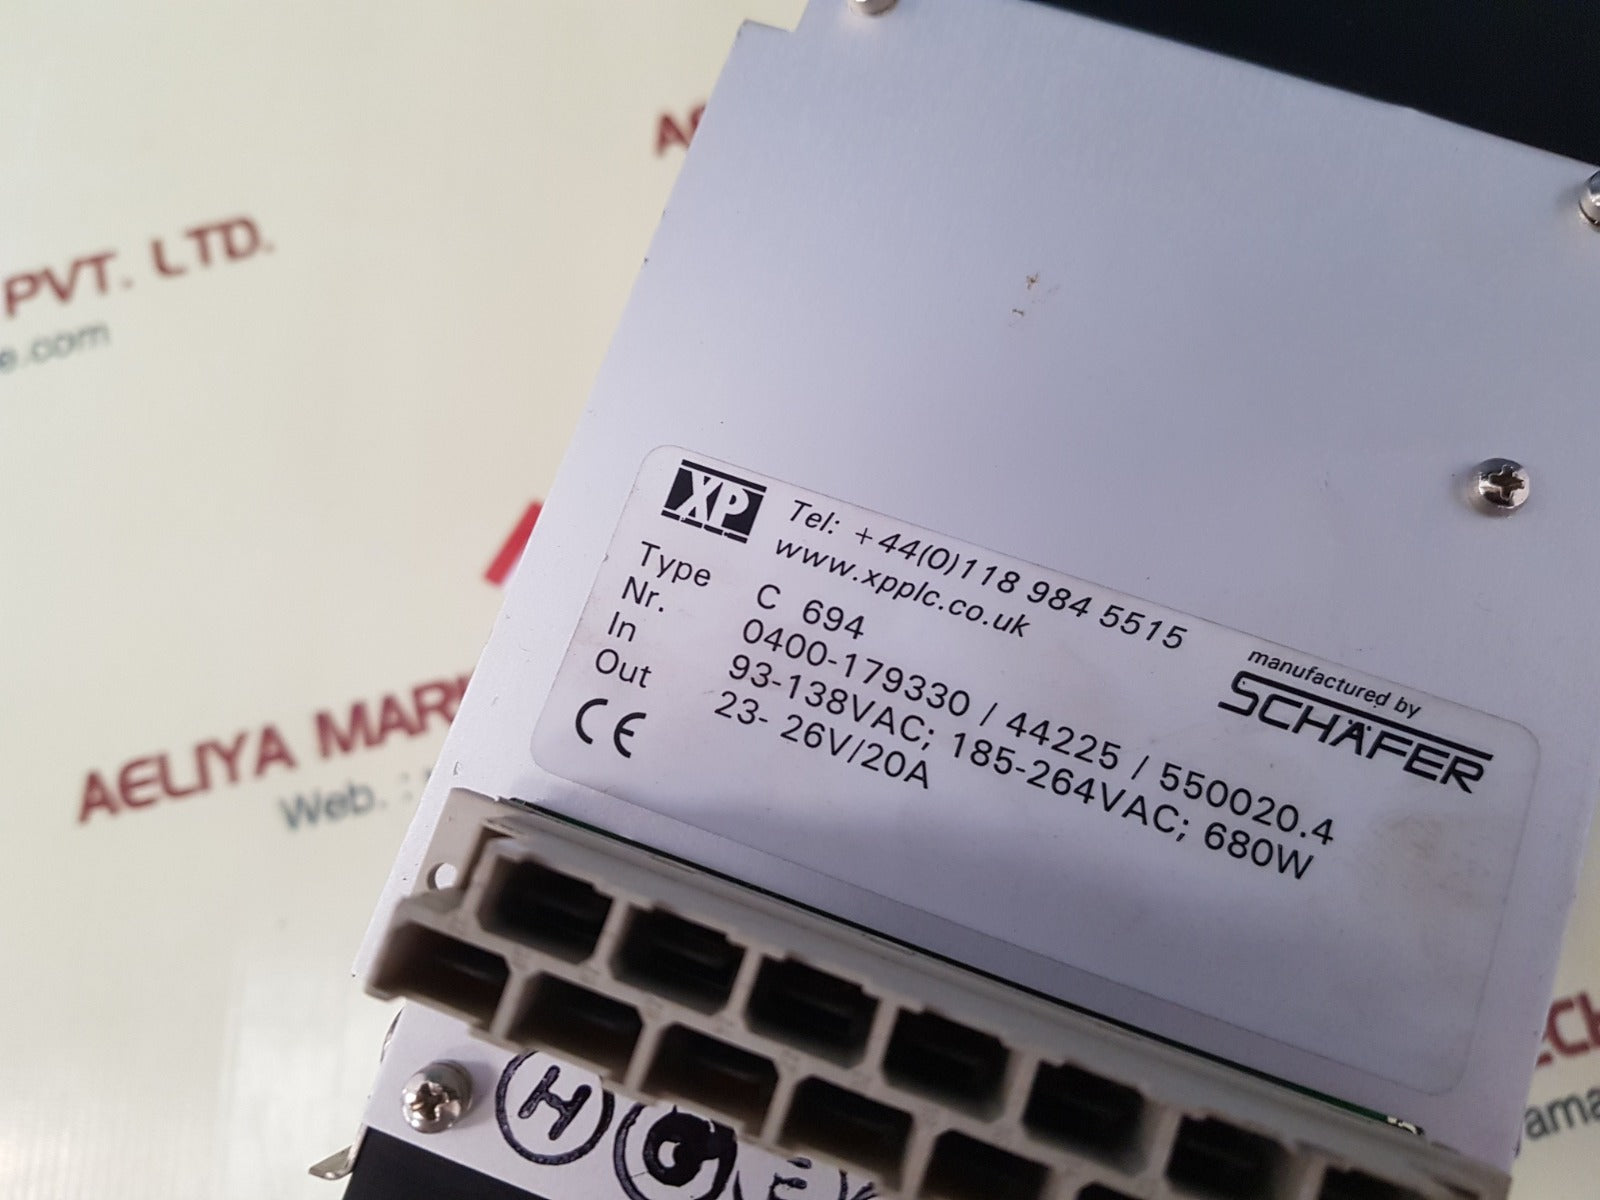 PVT. LTD.
e.com
AELIYA MAR
Web. :
XP
Tel: +44(0)118 984 5515
www.xpplc.co.uk
Type C 694
Nr. 0400-179330 / 44225 / 550020.4
In 93-138VAC; 185-264VAC; 680W
Out 23- 26V/20A
CE
manufactured by
SCHÄFER
H